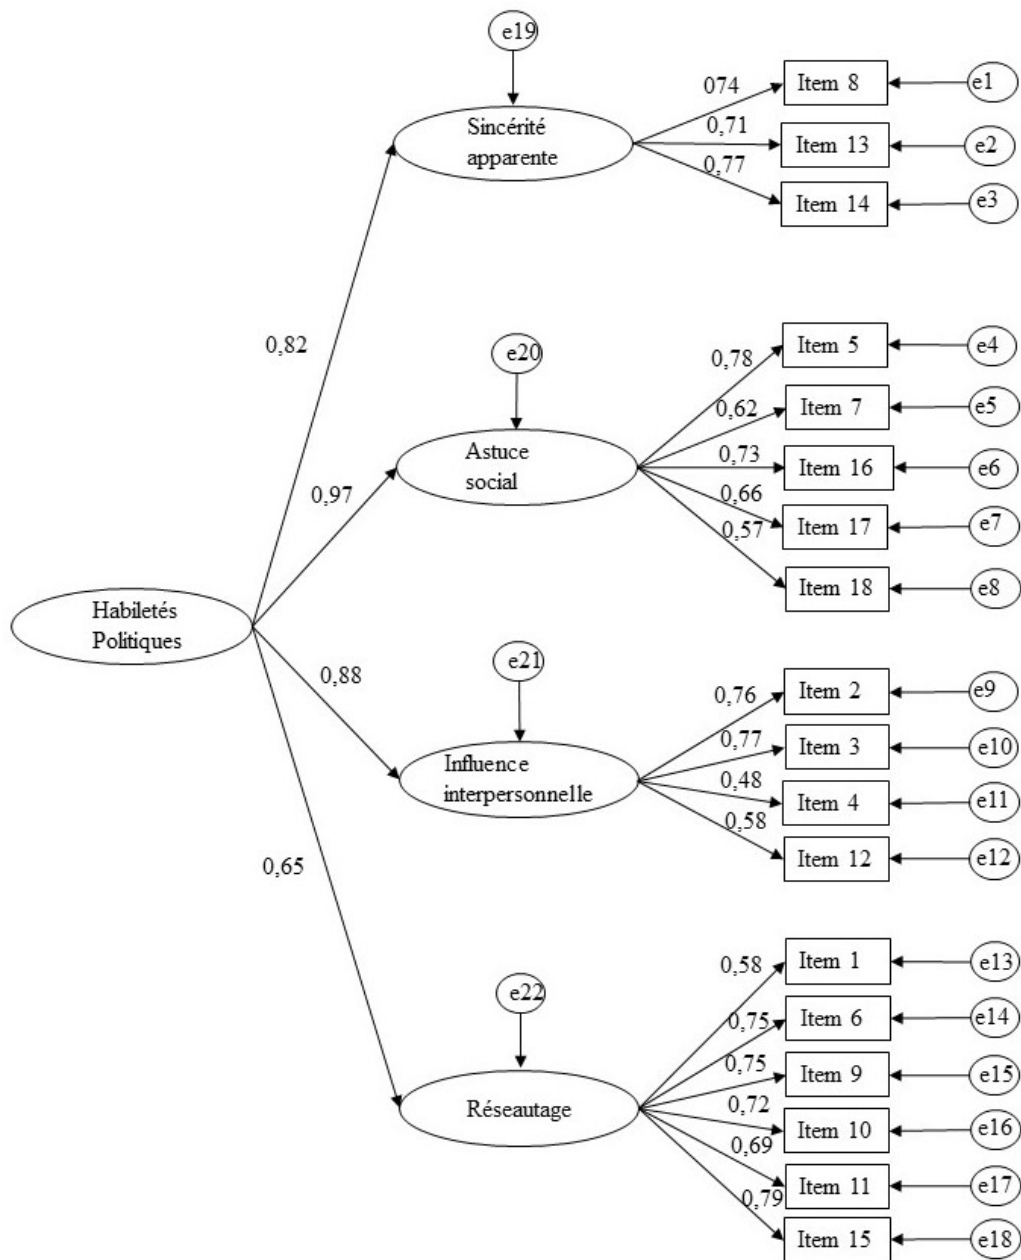 e19
Sincérité
apparente
074
0,71
0,77
Item 8
e1
Item 13
e2
Item 14
e3
0,82
e20
Astuce
social
0,97
0,78
0,62
0,73
0,66
0,57
Item 5
e4
Item 7
e5
Item 16
e6
Item 17
e7
Item 18
e8
Habiletés
Politiques
e21
0,88
Influence
interpersonnelle
0,76
0,77
0,48
0,58
Item 2
e9
Item 3
e10
Item 4
e11
Item 12
e12
0,65
e22
Réseautage
0,58
0,75
0,75
0,72
0,69
0,79
Item 1
e13
Item 6
e14
Item 9
e15
Item 10
e16
Item 11
e17
Item 15
e18